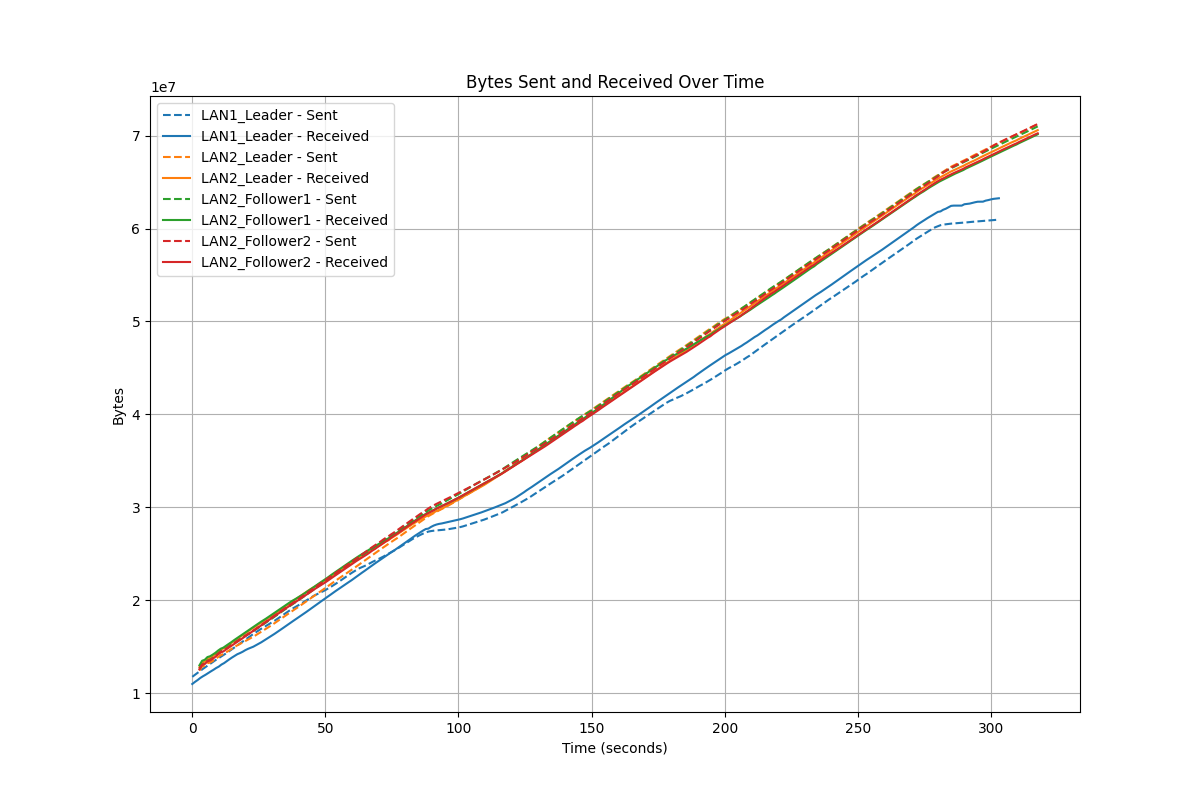 Bytes Sent and Received Over Time
1e7
LAN1_Leader - Sent
LAN1_Leader - Received
LAN2_Leader - Sent
LAN2_Leader - Received
LAN2_Follower1 - Sent
LAN2_Follower1 - Received
LAN2_Follower2 - Sent
LAN2_Follower2 - Received
7
6
5
4
3
2
1
Bytes
0 50 100 150 200 250 300
Time (seconds)